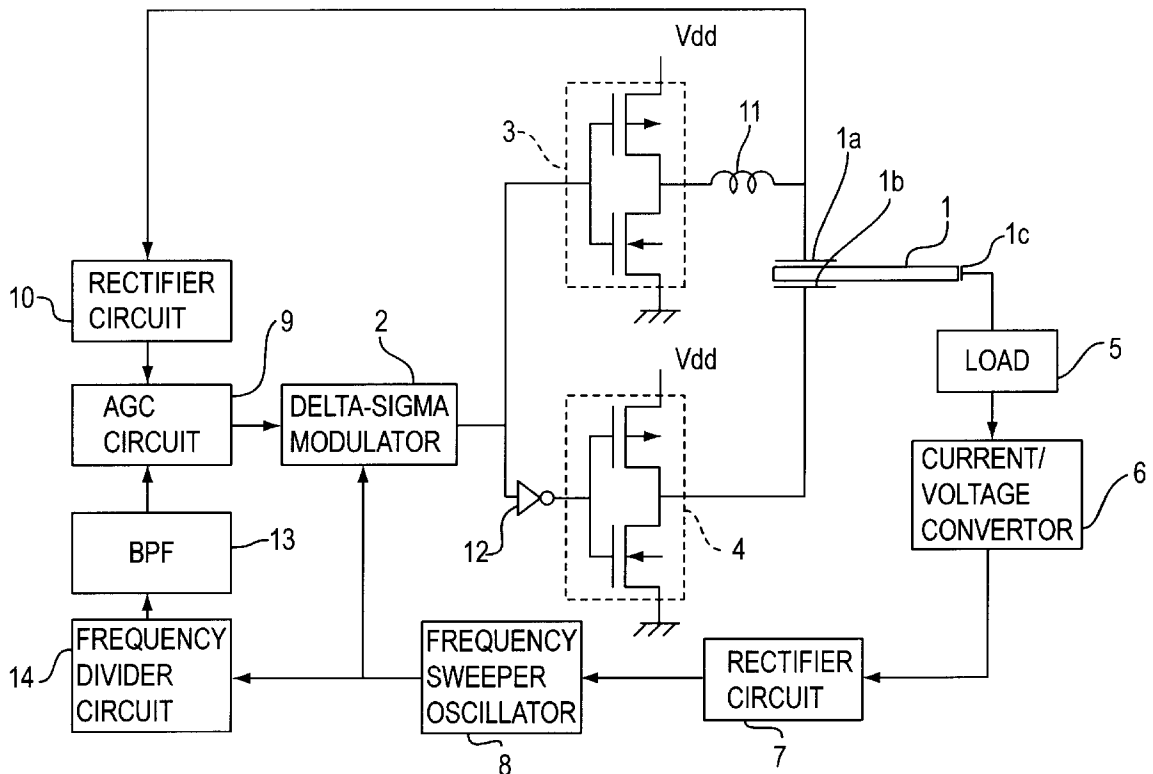 Vdd
3
11
1a
1b
1
1c
RECTIFIER
CIRCUIT
10
9
2
Vdd
LOAD
5
AGC
CIRCUIT
DELTA-SIGMA
MODULATOR
CURRENT/
VOLTAGE
CONVERTOR
6
BPF
13
12
4
FREQUENCY
DIVIDER
CIRCUIT
14
FREQUENCY
SWEEPER
OSCILLATOR
8
RECTIFIER
CIRCUIT
7